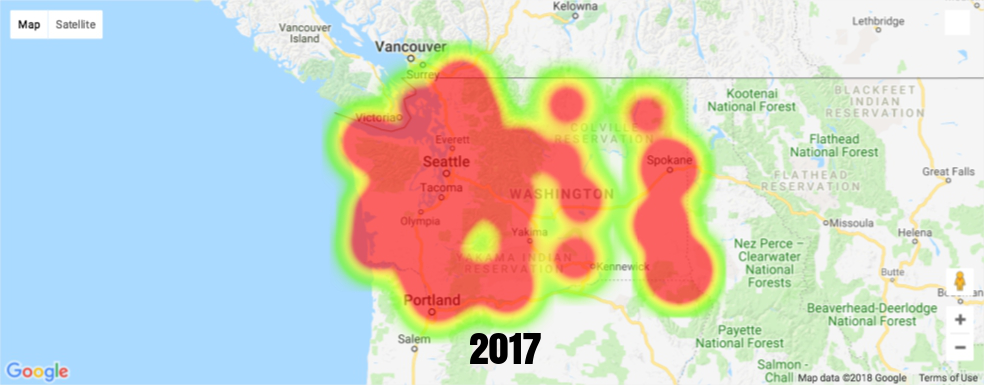 Map Satellite
Kelowna
Lethbridge
Vancouver
Island
Vancouver
Surrey
Kootenai
National Forest
BLACKFEET
INDIAN
RESERVATION
Victoria
COLVILLE
RESERVATION
Everett
Flathead
National Forest
Seattle
Spokane
FLATHEAD
RESERVATION
Great Falls
Tacoma
WASHINGTON
Olympia
Missoula
Yakima
Helena
Nez Perce –
Clearwater
National
Forests
YAKAMA INDIAN
RESERVATION
Kennewick
Butte
Portland
Beaverhead-Deerlodge
National Forest
Salem
2017
Payette
National Forest
Salmon -
Chall
Google
Map data ©2018 Google Terms of Use